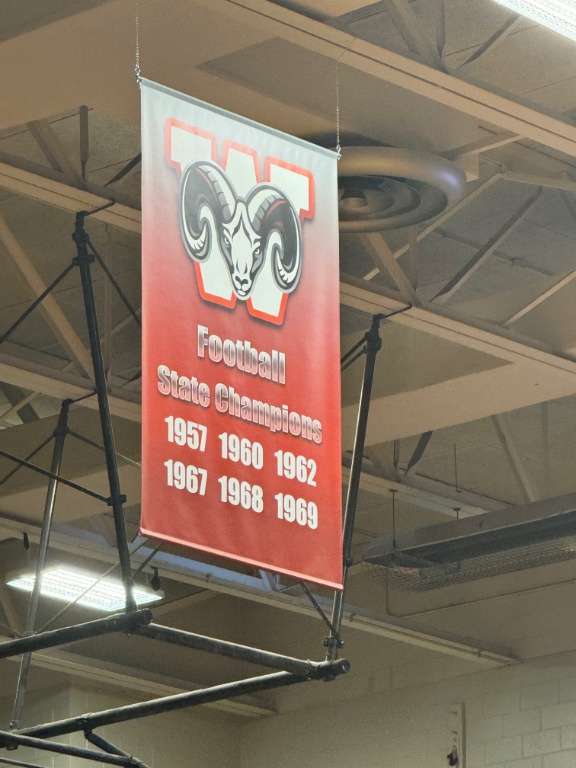 W
Football
State Champions
1957 1960 1962
1967 1968 1969